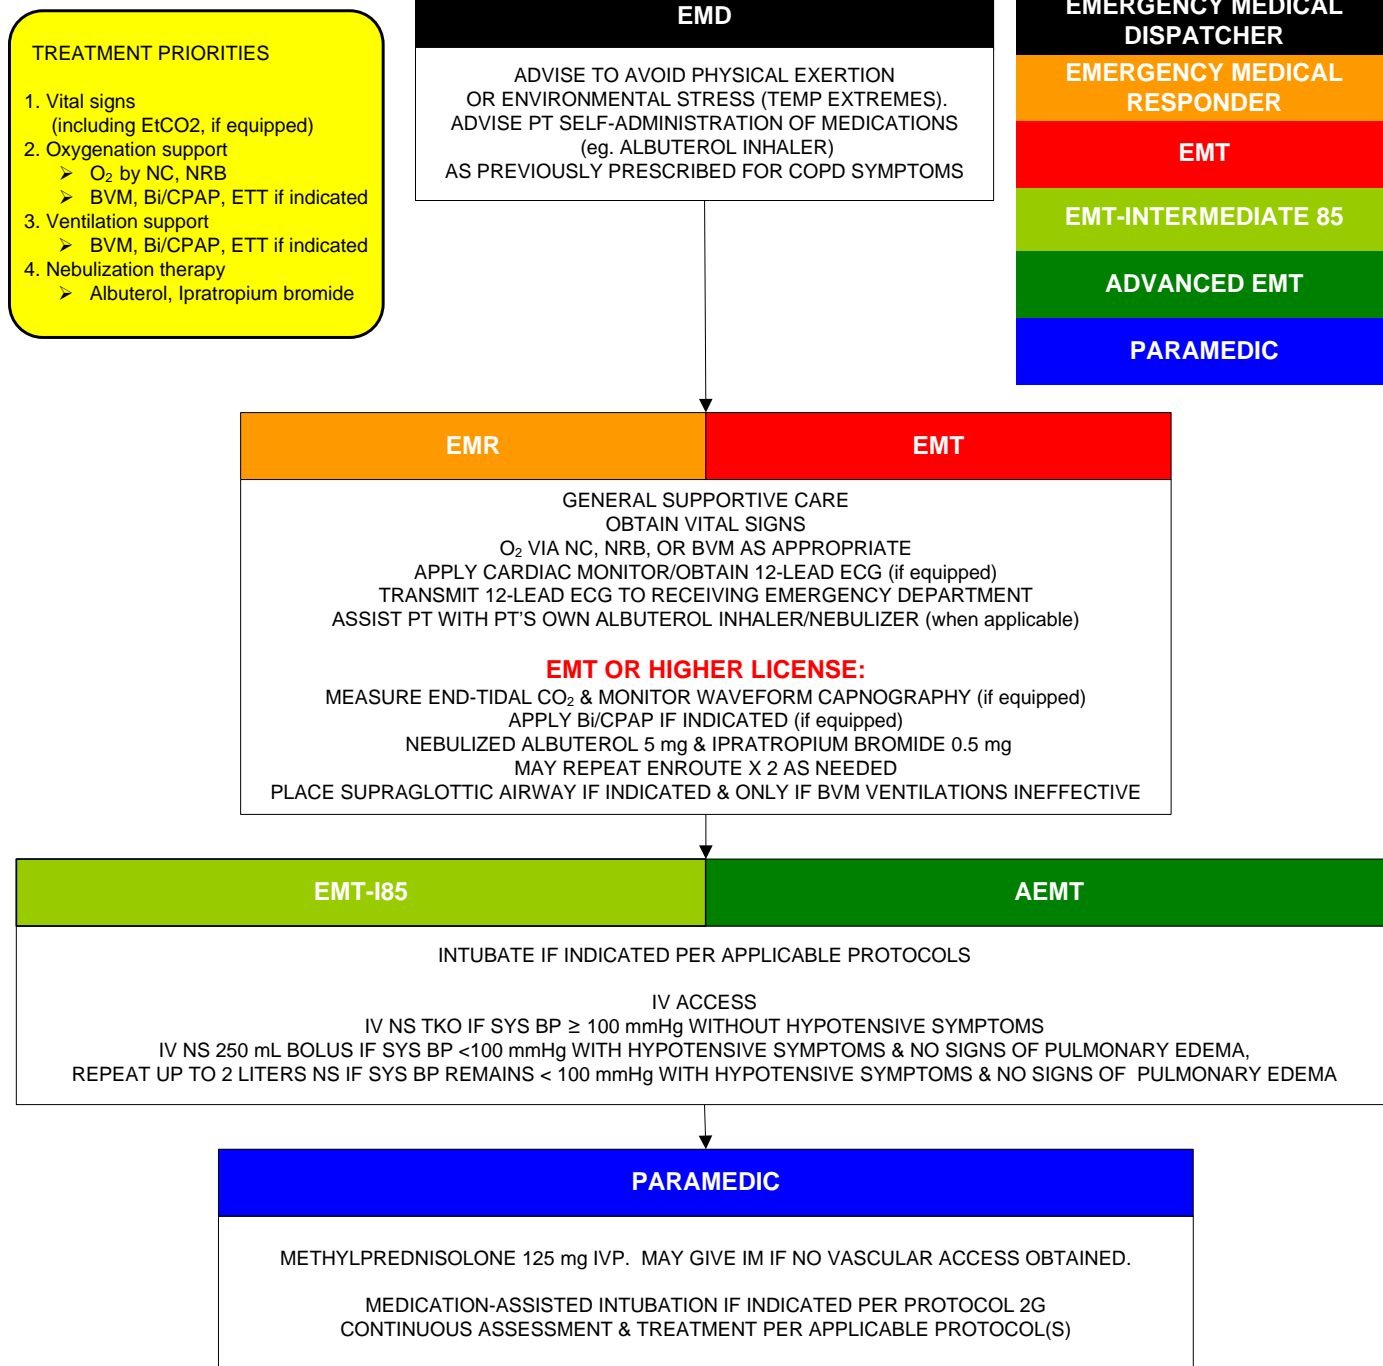 TREATMENT PRIORITIES
1. Vital signs
(including EtCO2, if equipped)
2. Oxygenation support
➢ O₂ by NC, NRB
➢ BVM, Bi/CPAP, ETT if indicated
3. Ventilation support
➢ BVM, Bi/CPAP, ETT if indicated
4. Nebulization therapy
➢ Albuterol, Ipratropium bromide
EMD
ADVISE TO AVOID PHYSICAL EXERTION
OR ENVIRONMENTAL STRESS (TEMP EXTREMES).
ADVISE PT SELF-ADMINISTRATION OF MEDICATIONS
(eg. ALBUTEROL INHALER)
AS PREVIOUSLY PRESCRIBED FOR COPD SYMPTOMS
EMERGENCY MEDICAL
DISPATCHER
EMERGENCY MEDICAL
RESPONDER
EMT
EMT-INTERMEDIATE 85
ADVANCED EMT
PARAMEDIC
EMR
EMT
GENERAL SUPPORTIVE CARE
OBTAIN VITAL SIGNS
O₂ VIA NC, NRB, OR BVM AS APPROPRIATE
APPLY CARDIAC MONITOR/OBTAIN 12-LEAD ECG (if equipped)
TRANSMIT 12-LEAD ECG TO RECEIVING EMERGENCY DEPARTMENT
ASSIST PT WITH PT'S OWN ALBUTEROL INHALER/NEBULIZER (when applicable)
EMT OR HIGHER LICENSE:
MEASURE END-TIDAL CO₂ & MONITOR WAVEFORM CAPNOGRAPHY (if equipped)
APPLY Bi/CPAP IF INDICATED (if equipped)
NEBULIZED ALBUTEROL 5 mg & IPRATROPIUM BROMIDE 0.5 mg
MAY REPEAT ENROUTE X 2 AS NEEDED
PLACE SUPRAGLOTTIC AIRWAY IF INDICATED & ONLY IF BVM VENTILATIONS INEFFECTIVE
EMT-I85
AEMT
INTUBATE IF INDICATED PER APPLICABLE PROTOCOLS
IV ACCESS
IV NS TKO IF SYS BP ≥ 100 mmHg WITHOUT HYPOTENSIVE SYMPTOMS
IV NS 250 mL BOLUS IF SYS BP <100 mmHg WITH HYPOTENSIVE SYMPTOMS & NO SIGNS OF PULMONARY EDEMA,
REPEAT UP TO 2 LITERS NS IF SYS BP REMAINS < 100 mmHg WITH HYPOTENSIVE SYMPTOMS & NO SIGNS OF PULMONARY EDEMA
PARAMEDIC
METHYLPREDNISOLONE 125 mg IVP. MAY GIVE IM IF NO VASCULAR ACCESS OBTAINED.
MEDICATION-ASSISTED INTUBATION IF INDICATED PER PROTOCOL 2G
CONTINUOUS ASSESSMENT & TREATMENT PER APPLICABLE PROTOCOL(S)